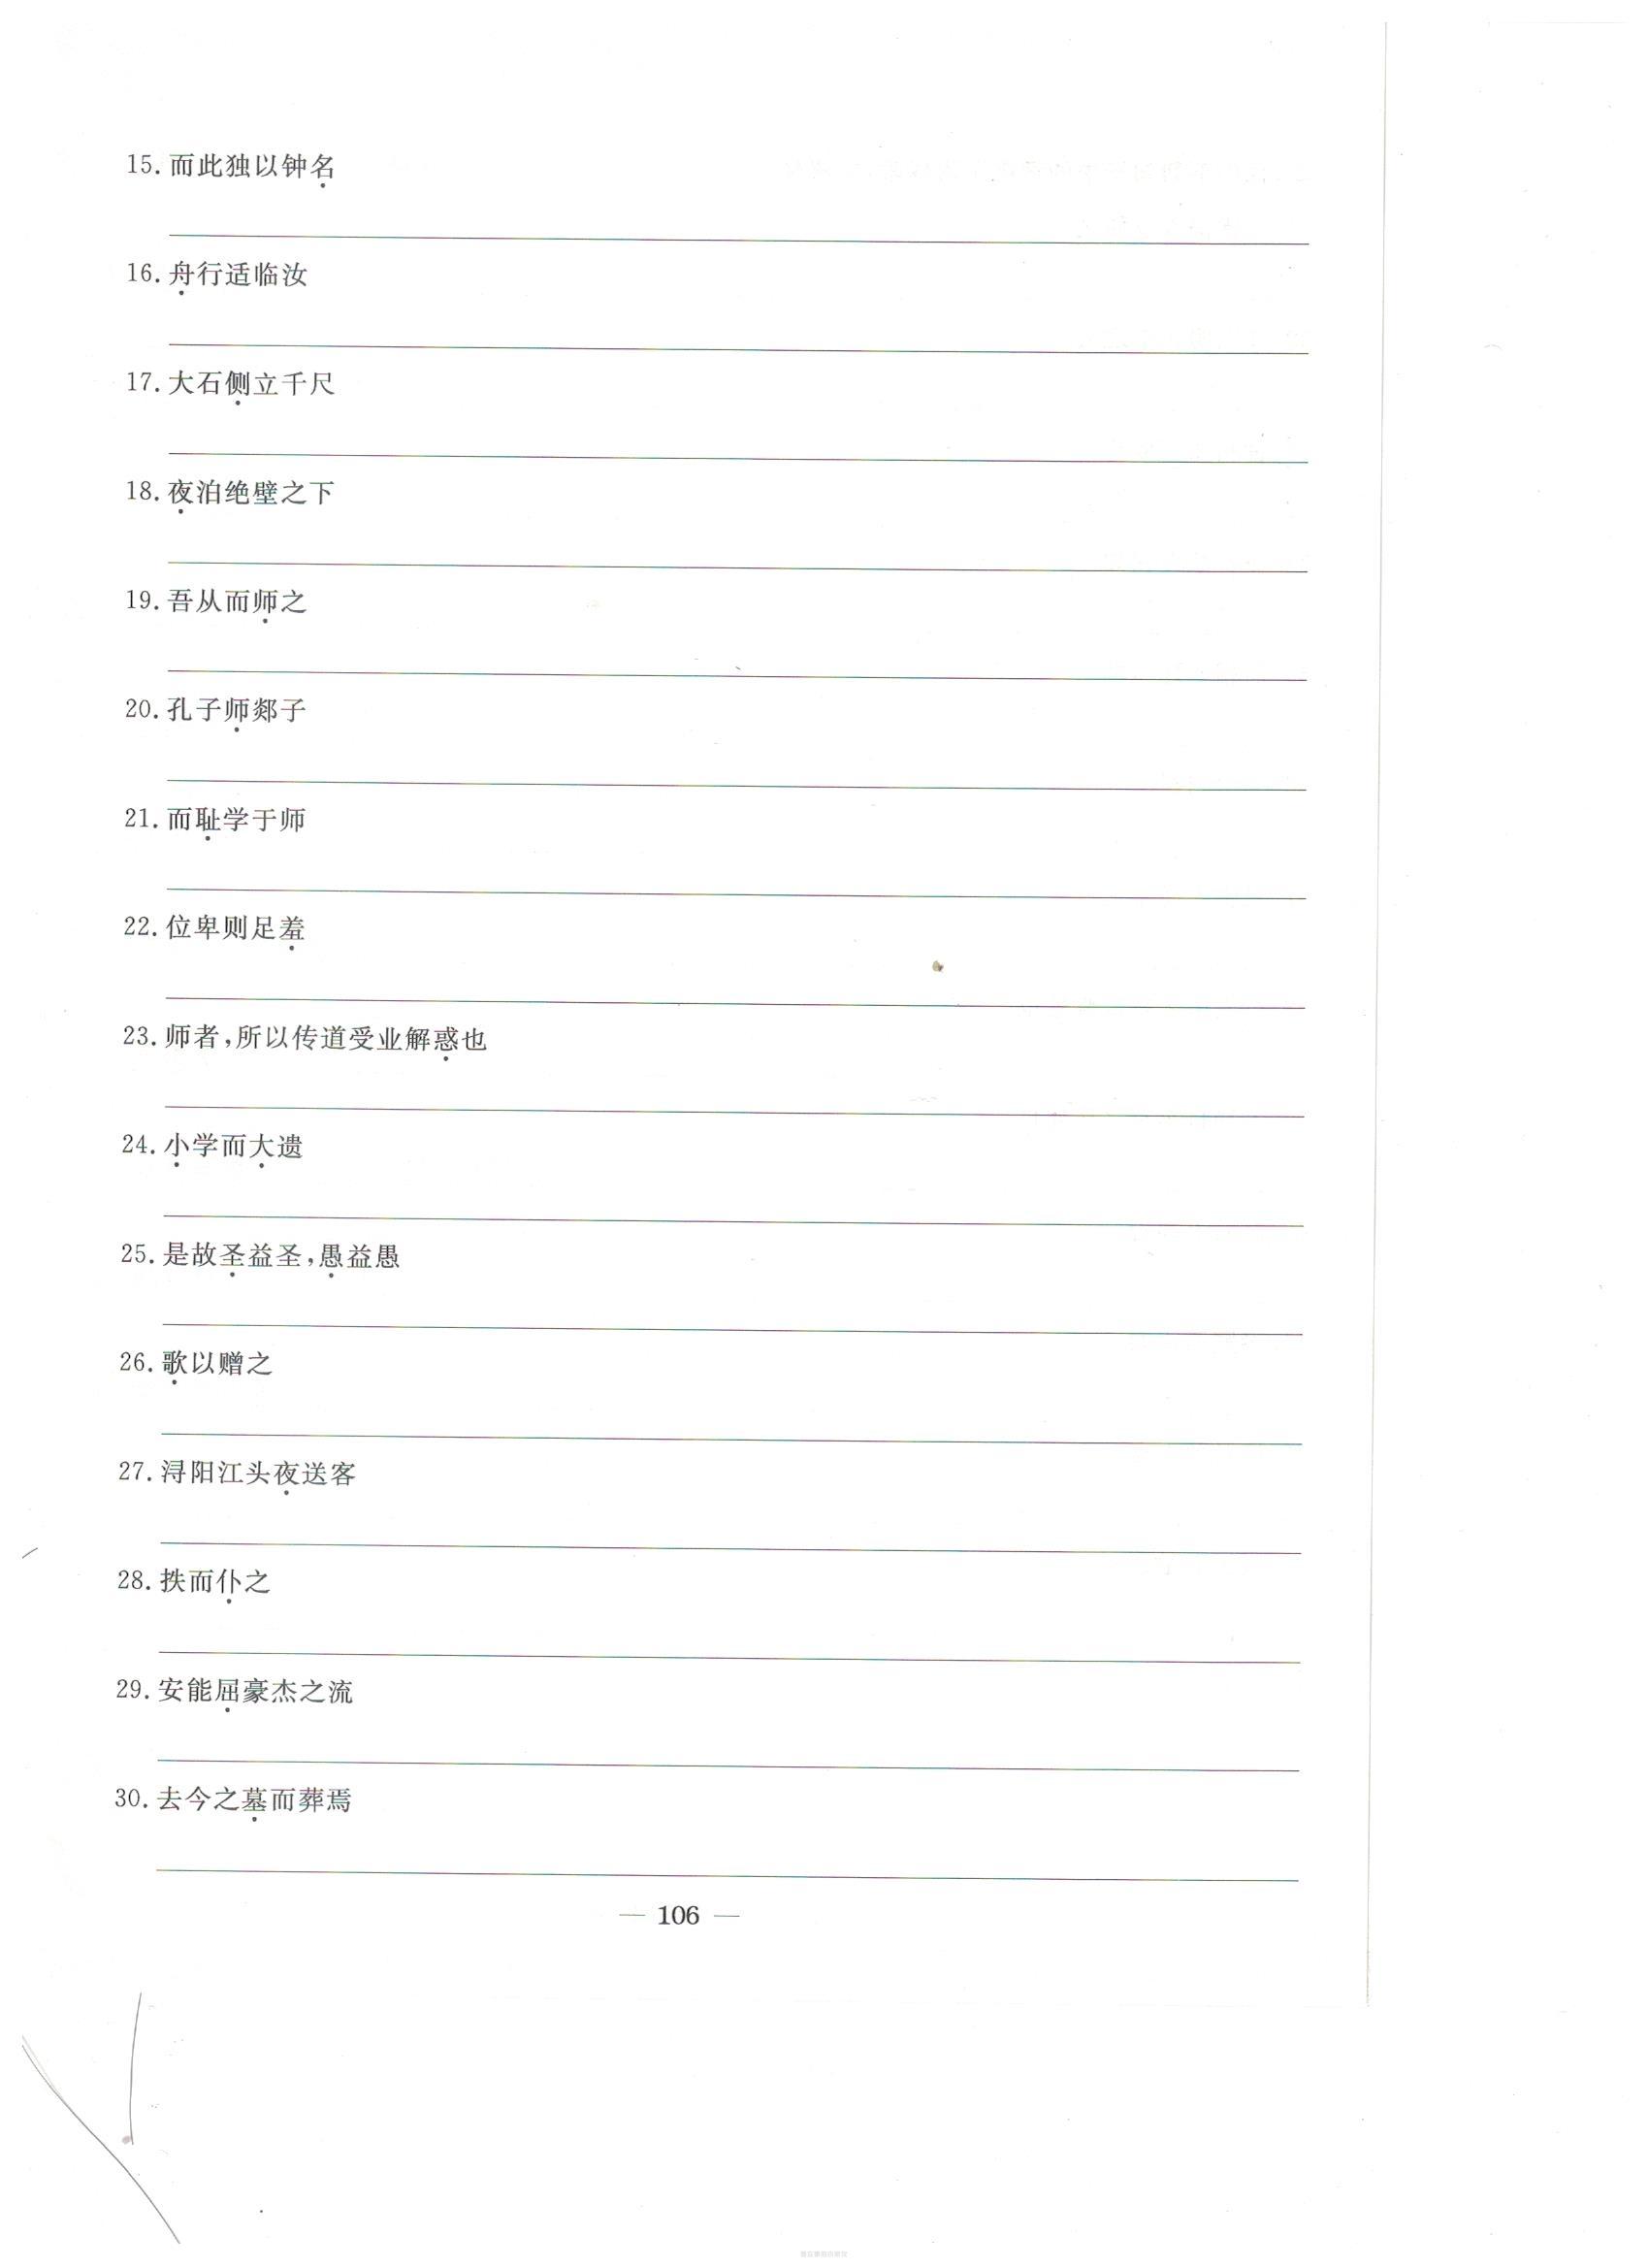 15. 而此独以钟名
16. 舟行适临汝
17. 大石侧立千尺
18. 夜泊绝壁之下
19. 吾从而师之
20. 孔子师郯子
21. 而耻学于师
22. 位卑则足羞
23. 师者,所以传道受业解惑也
24. 小学而大遗
25. 是故圣益圣,愚益愚
26. 歌以赠之
27. 浔阳江头夜送客
28. 抶而仆之
29. 安能屈豪杰之流
30. 去今之墓而葬焉
— 106 —